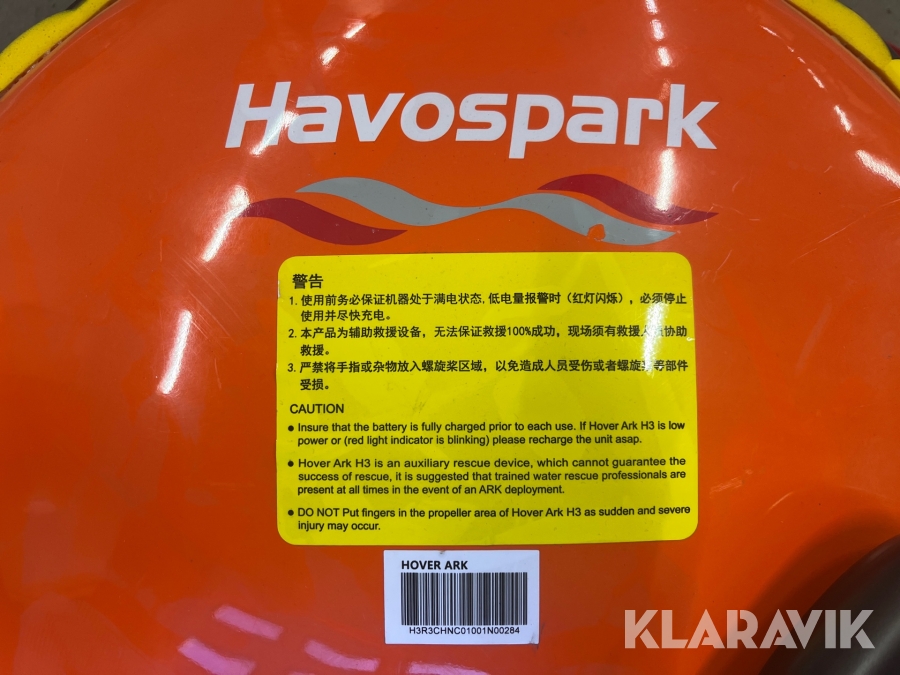 Havospark
警告
1. 使用前务必保证机器处于满电状态, 低电量报警时（红灯闪烁），必须停止
使用并尽快充电。
2. 本产品为辅助救援设备，无法保证救援100%成功，现场须有救援人员协助
救援。
3. 严禁将手指或杂物放入螺旋桨区域，以免造成人员受伤或者螺旋桨等部件
受损。
CAUTION
● Insure that the battery is fully charged prior to each use. If Hover Ark H3 is low
power or (red light indicator is blinking) please recharge the unit asap.
● Hover Ark H3 is an auxiliary rescue device, which cannot guarantee the
success of rescue, it is suggested that trained water rescue professionals are
present at all times in the event of an ARK deployment.
● DO NOT Put fingers in the propeller area of Hover Ark H3 as sudden and severe
injury may occur.
HOVER ARK
H3R3CHNC01001N00284
KLARAVIK